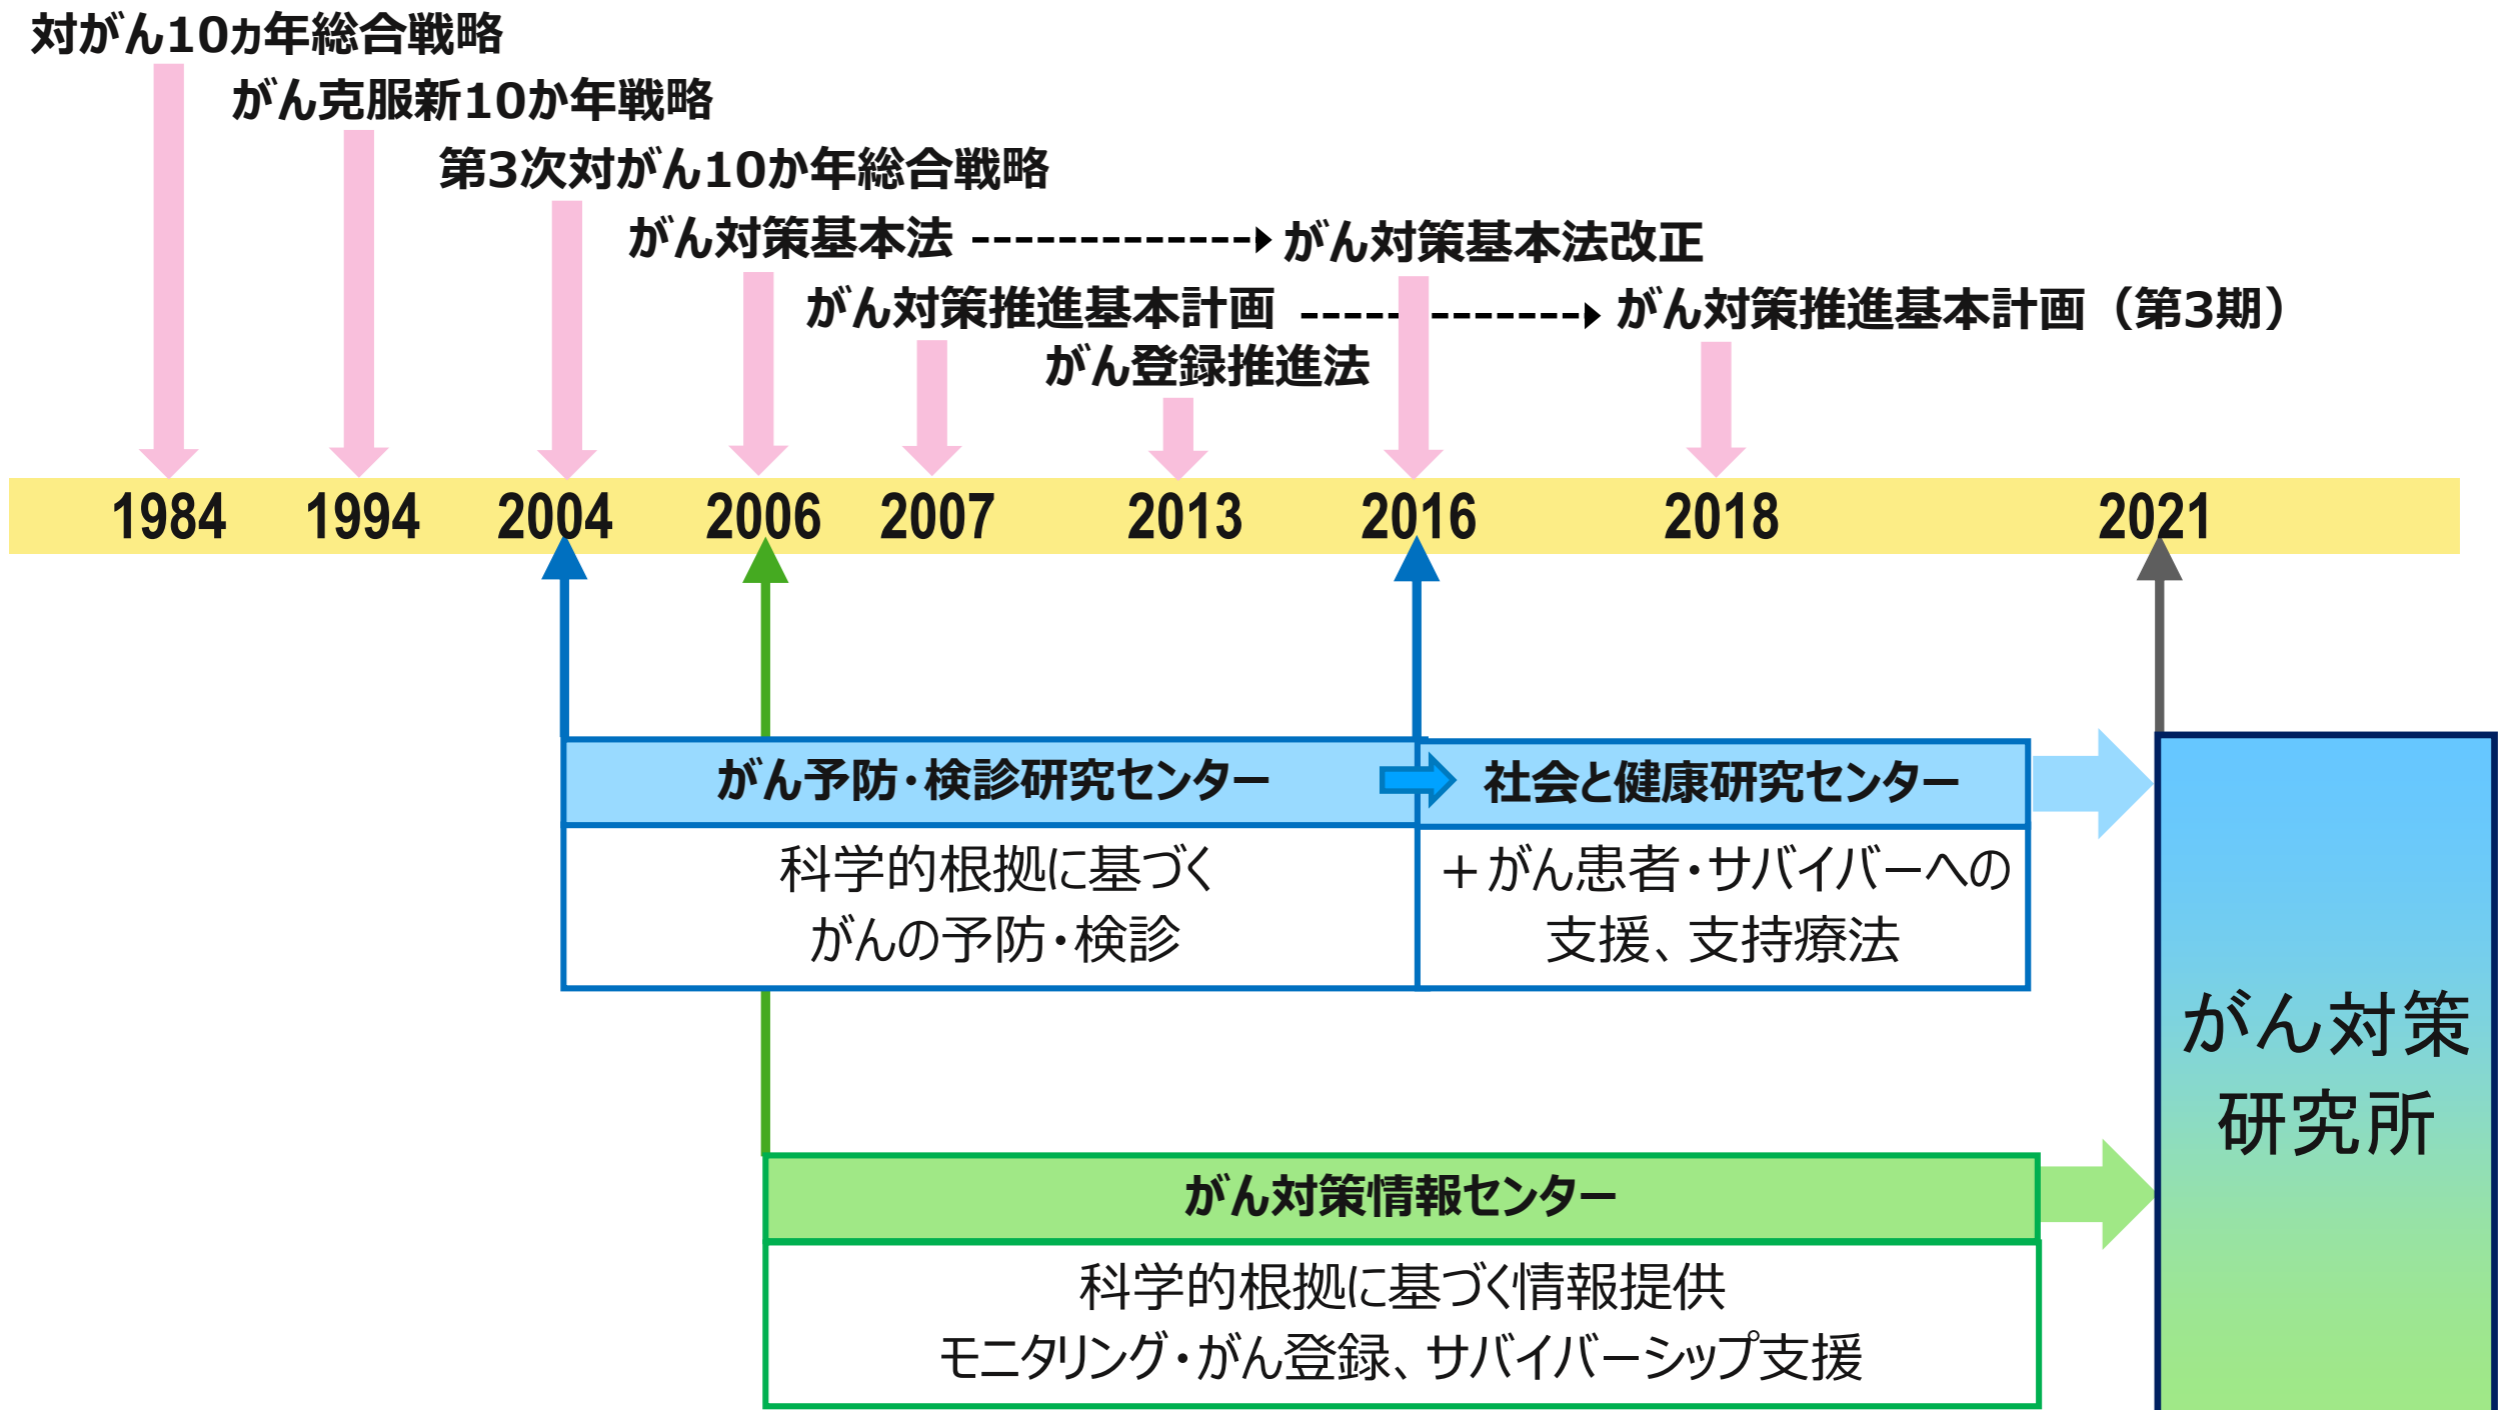 対がん10ヵ年総合戦略
がん克服新10か年戦略
第3次対がん10か年総合戦略
がん対策基本法
がん対策基本法改正
がん対策推進基本計画
がん対策推進基本計画（第3期）
がん登録推進法
1984 1994 2004 2006 2007 2013 2016 2018 2021
がん予防・検診研究センター
社会と健康研究センター
科学的根拠に基づく
がんの予防・検診
＋がん患者・サバイバーへの
支援、支持療法
がん対策
研究所
がん対策情報センター
科学的根拠に基づく情報提供
モニタリング・がん登録、サバイバーシップ支援